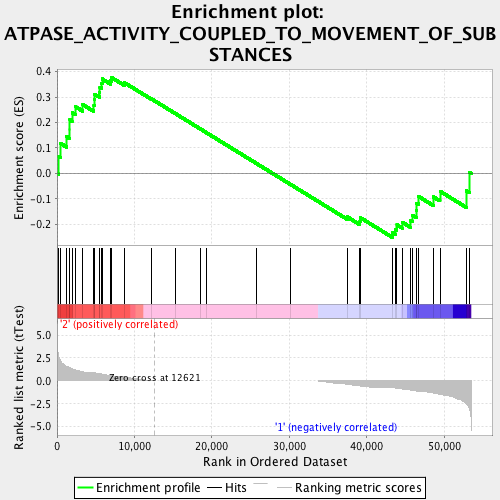 Enrichment plot:
ATPASE_ACTIVITY_COUPLED_TO_MOVEMENT_OF_SUB
STANCES
Enrichment score (ES)
0.4
0.3
0.2
0.1
0.0
-0.1
-0.2
'2' (positively correlated)
Ranked list metric (tTest)
5.0
2.5
0.0
-2.5
-5.0
Zero cross at 12621
'1' (negatively correlated)
0
10,000
20,000
30,000
40,000
50,000
Rank in Ordered Dataset
Enrichment profile
Hits
Ranking metric scores